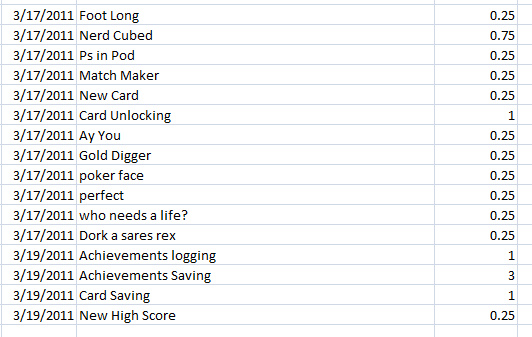 3/17/2011 Foot Long 0.25
3/17/2011 Nerd Cubed 0.75
3/17/2011 Ps in Pod 0.25
3/17/2011 Match Maker 0.25
3/17/2011 New Card 0.25
3/17/2011 Card Unlocking 1
3/17/2011 Ay You 0.25
3/17/2011 Gold Digger 0.25
3/17/2011 poker face 0.25
3/17/2011 perfect 0.25
3/17/2011 who needs a life? 0.25
3/17/2011 Dork a sares rex 0.25
3/19/2011 Achievements logging 1
3/19/2011 Achievements Saving 3
3/19/2011 Card Saving 1
3/19/2011 New High Score 0.25